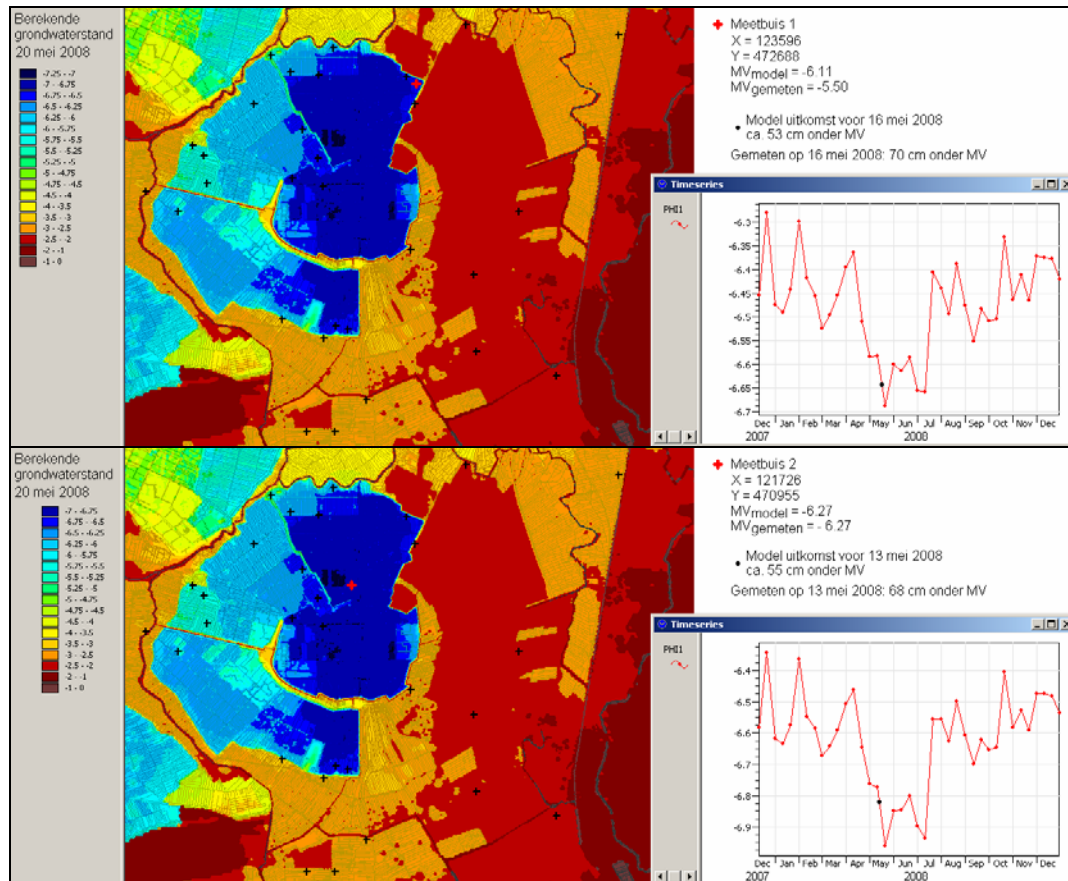 Berekende
grondwaterstand
20 mei 2008
-7.25 - -7
-7 - -6.75
-6.75 - -6.5
-6.5 - -6.25
-6.25 - -6
-6 - -5.75
-5.75 - -5.5
-5.5 - -5.25
-5.25 - -5
-5 - -4.75
-4.75 - -4.5
-4.5 - -4
-4 - -3.5
-3.5 - -3
-3 - -2.5
-2.5 - -2
-2 - -1
-1 - 0
Meetbuis 1
X = 123596
Y = 472688
MVmodel = -6.11
MVgemeten = -5.50
Model uitkomst voor 16 mei 2008
ca. 53 cm onder MV
Gemeten op 16 mei 2008: 70 cm onder MV
Timeseries
PHI1
-6.3
-6.35
-6.4
-6.45
-6.5
-6.55
-6.6
-6.65
-6.7
Dec Jan Feb Mar Apr May Jun Jul Aug Sep Oct Nov Dec
2007 2008
Berekende
grondwaterstand
20 mei 2008
-7 - -6.75
-6.75 - -6.5
-6.5 - -6.25
-6.25 - -6
-6 - -5.75
-5.75 - -5.5
-5.5 - -5.25
-5.25 - -5
-5 - -4.75
-4.75 - -4.5
-4.5 - -4
-4 - -3.5
-3.5 - -3
-3 - -2.5
-2.5 - -2
-2 - -1
-1 - 0
Meetbuis 2
X = 121726
Y = 470955
MVmodel = -6.27
MVgemeten = - 6.27
Model uitkomst voor 13 mei 2008
ca. 55 cm onder MV
Gemeten op 13 mei 2008: 68 cm onder MV
Timeseries
PHI1
-6.4
-6.5
-6.6
-6.7
-6.8
-6.9
Dec Jan Feb Mar Apr May Jun Jul Aug Sep Oct Nov Dec
2007 2008